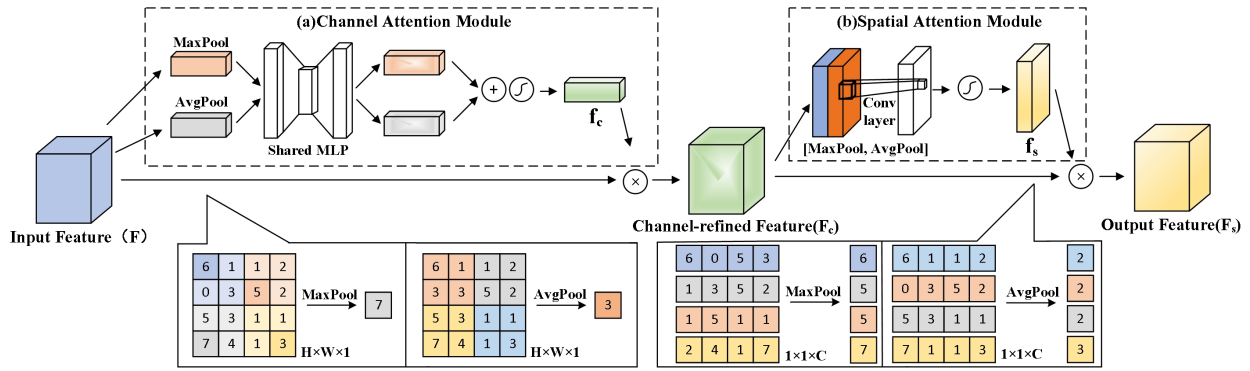 (a)Channel Attention Module
(b)Spatial Attention Module
MaxPool
AvgPool
Shared MLP
+
f_c
Conv
layer
[MaxPool, AvgPool]
f_s
×
×
Input Feature（F）
Channel-refined Feature(F_c)
Output Feature(F_s)
6 1 1 2
0 3 5 2
5 3 1 1
7 4 1 3
MaxPool
7
H×W×1
6 1 1 2
3 3 5 2
5 3 1 1
7 4 1 3
AvgPool
3
H×W×1
6 0 5 3 6
1 3 5 2 5
MaxPool
1 5 1 1 5
2 4 1 7 7
1×1×C
6 1 1 2 2
0 3 5 2 2
AvgPool
5 3 1 1 2
7 1 1 3 3
1×1×C